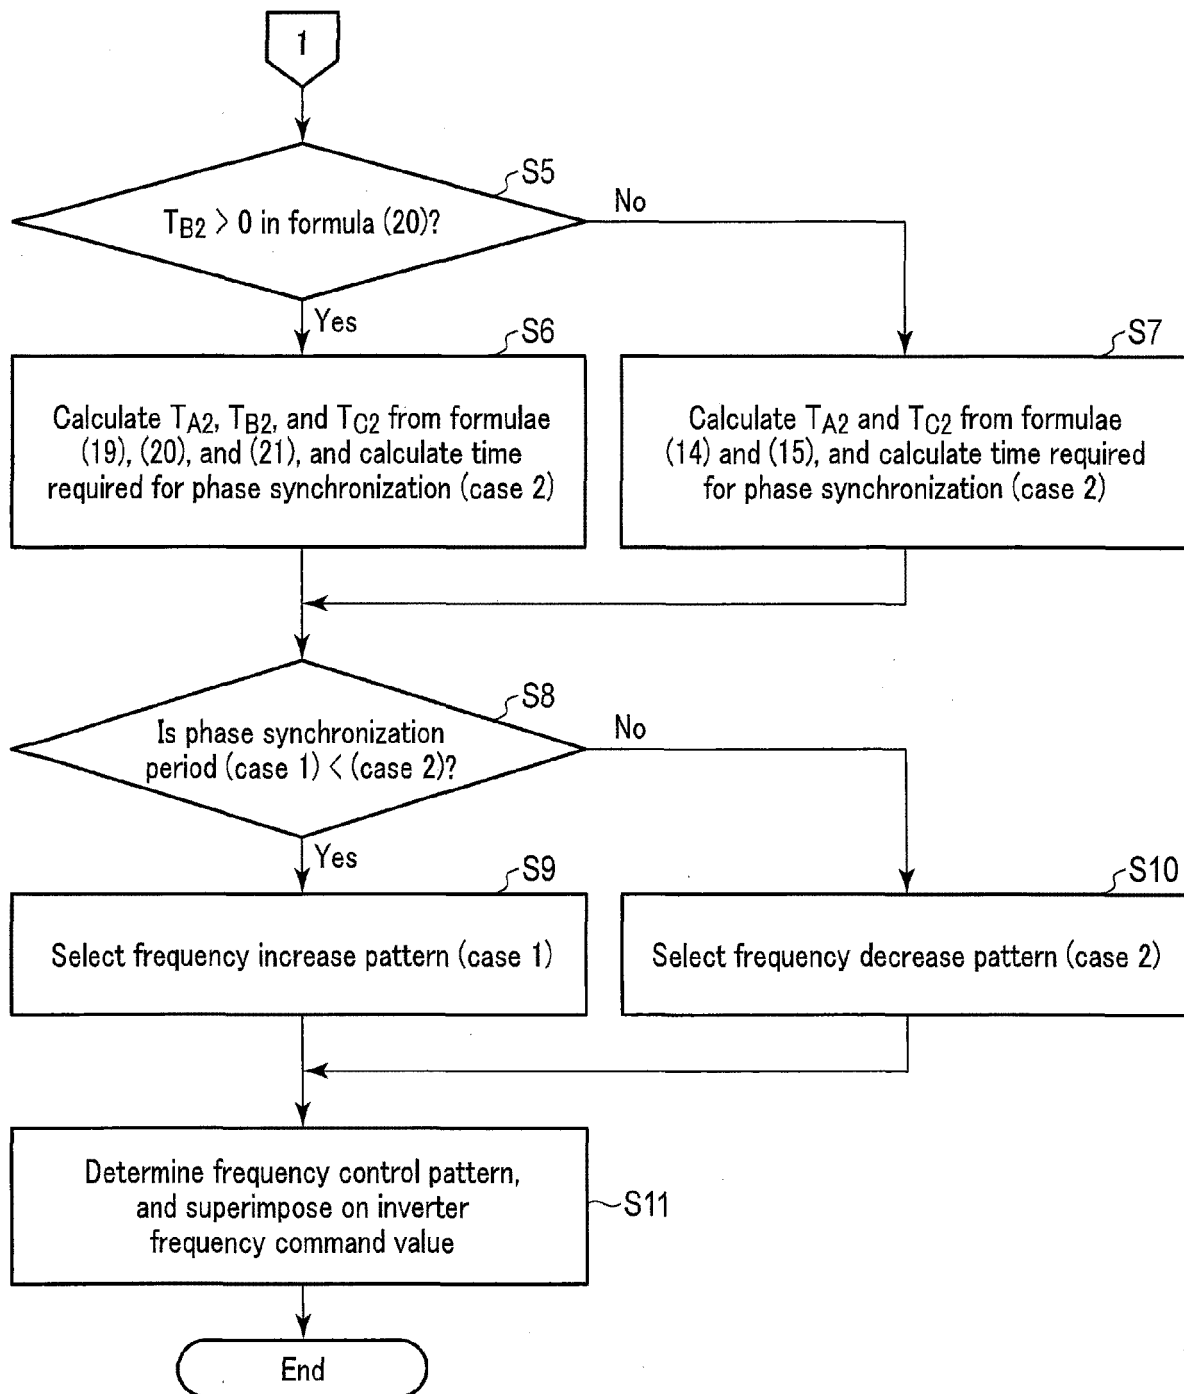 1
S5
T_B2 > 0 in formula (20)?
No
Yes
S6
Calculate T_A2, T_B2, and T_C2 from formulae
(19), (20), and (21), and calculate time
required for phase synchronization (case 2)
S7
Calculate T_A2 and T_C2 from formulae
(14) and (15), and calculate time required
for phase synchronization (case 2)
S8
Is phase synchronization
period (case 1) < (case 2)?
No
Yes
S9
Select frequency increase pattern (case 1)
S10
Select frequency decrease pattern (case 2)
Determine frequency control pattern,
and superimpose on inverter
frequency command value
S11
End